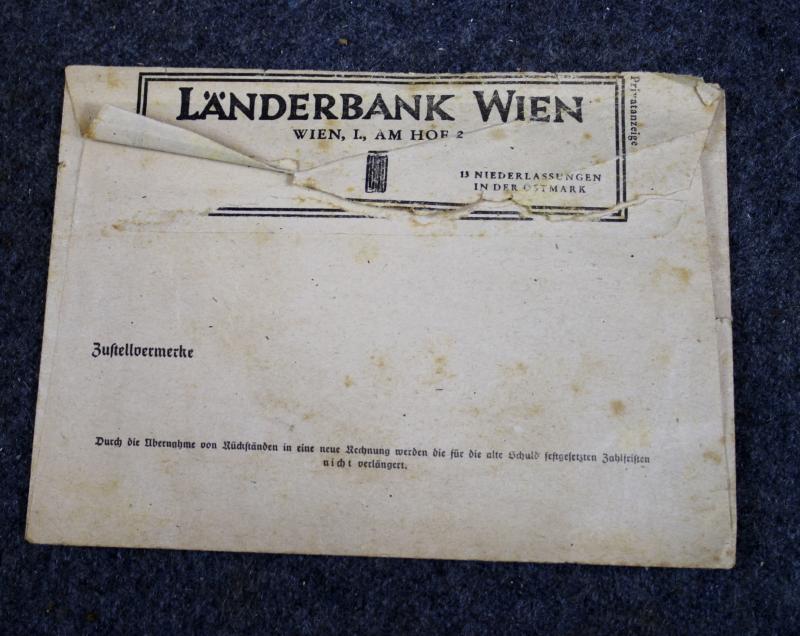 LÄNDERBANK WIEN
WIEN, I., AM HOF 2
13 NIEDERLASSUNGEN
IN DER OSTMARK
Privatanzeige
Zustellvermerke
Durch die Übernahme von Rückständen in eine neue Rechnung werden die für die alte Schuld festgesetzten Zahlfristen
nicht verlängert.